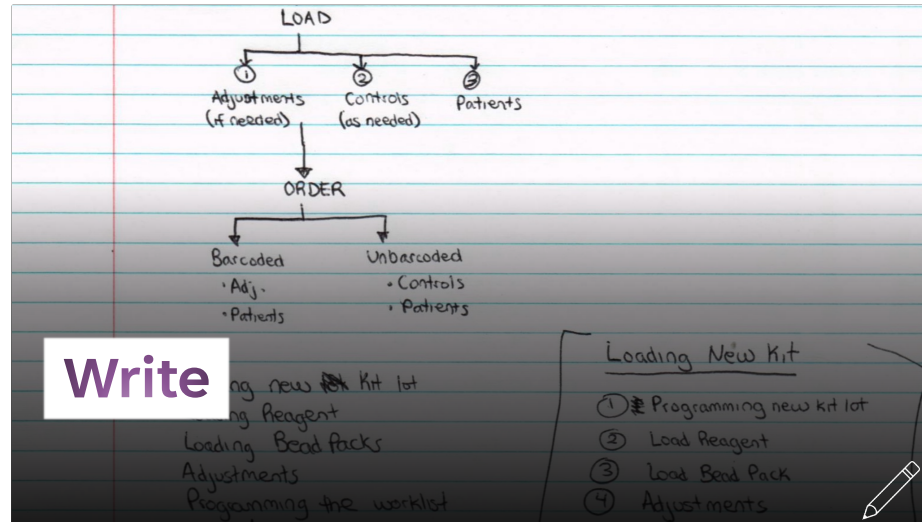 LOAD
① ② ③
Adjustments Controls Patients
(if needed) (as needed)
ORDER
Barcoded Unbarcoded
• Adj. • Controls
• Patients • Patients
Write
ng new Kit lot
ng Reagent
Loading Bead Packs
Adjustments
Programming the worklist
Loading New Kit
① Programming new kit lot
② Load Reagent
③ Load Bead Pack
④ Adjustments